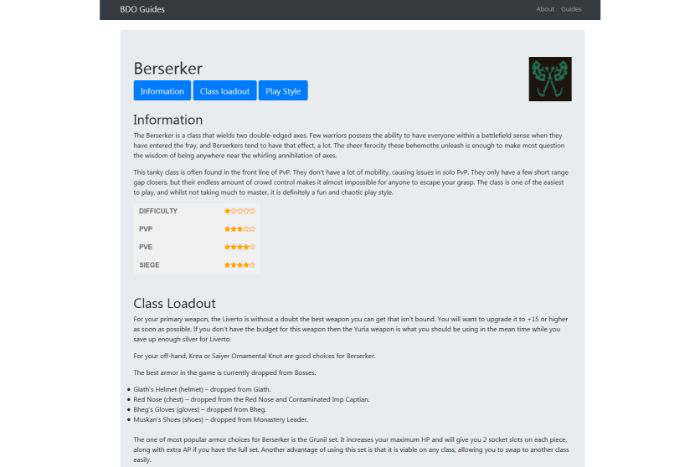 BDO Guides
About Guides
Berserker
Information Class loadout Play Style
Information
The Berserker is a class that wields two double-edged axes. Few warriors possess the ability to have everyone within a battlefield sense when they
have entered the fray, and Berserkers tend to have that effect, a lot. The sheer ferocity these behemoths unleash is enough to make most question
the wisdom of being anywhere near the whirling annihilation of axes.
This tanky class is often found in the front line of PvP. They don't have a lot of mobility, causing issues in solo PvP. They only have a few short range
gap closers, but their endless amount of crowd control makes it almost impossible for anyone to escape your grasp. The class is one of the easiest
to play, and whilst not taking much to master, it is definitely a fun and chaotic play style.
DIFFICULTY
PVP
PVE
SIEGE
Class Loadout
For your primary weapon, the Liverto is without a doubt the best weapon you can get that isn't bound. You will want to upgrade it to +15 or higher
as soon as possible. If you don't have the budget for this weapon then the Yuria weapon is what you should be using in the mean time while you
save up enough silver for Liverto.
For your off-hand, Krea or Saiyer Ornamental Knot are good choices for Berserker.
The best armor in the game is currently dropped from Bosses.
Giath's Helmet (helmet) – dropped from Giath.
Red Nose (chest) – dropped from the Red Nose and Contaminated Imp Captian.
Bheg's Gloves (gloves) – dropped from Bheg.
Muskan's Shoes (shoes) – dropped from Monastery Leader.
The one of most popular armor choices for Berserker is the Grunil set. It increases your maximum HP and will give you 2 socket slots on each piece,
along with extra AP if you have the full set. Another advantage of using this set is that it is viable on any class, allowing you to swap to another class
easily.